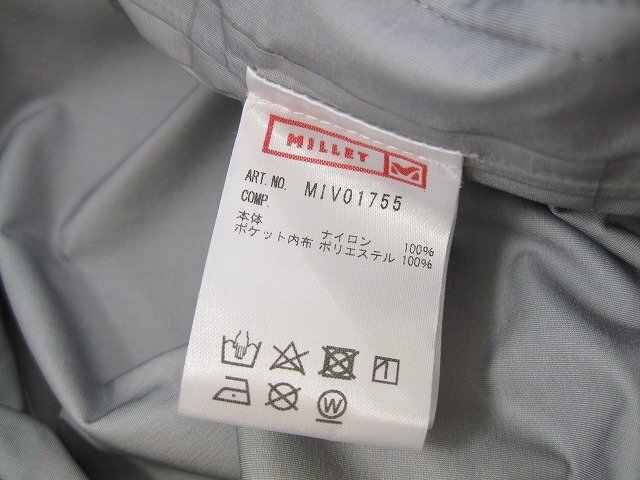 MILLET
ART.NO. MIV01755
COMP.
本体 ナイロン 100%
ポケット内布 ポリエステル 100%
W